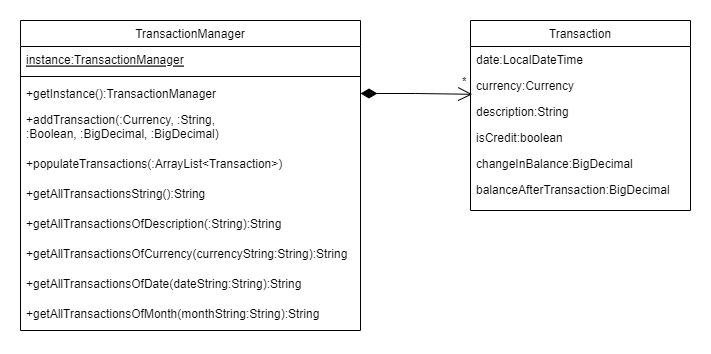 TransactionManager
instance:TransactionManager
+getInstance():TransactionManager
+addTransaction(:Currency, :String,
:Boolean, :BigDecimal, :BigDecimal)
+populateTransactions(:ArrayList<Transaction>)
+getAllTransactionsString():String
+getAllTransactionsOfDescription(:String):String
+getAllTransactionsOfCurrency(currencyString:String):String
+getAllTransactionsOfDate(dateString:String):String
+getAllTransactionsOfMonth(monthString:String):String
*
Transaction
date:LocalDateTime
currency:Currency
description:String
isCredit:boolean
changeInBalance:BigDecimal
balanceAfterTransaction:BigDecimal